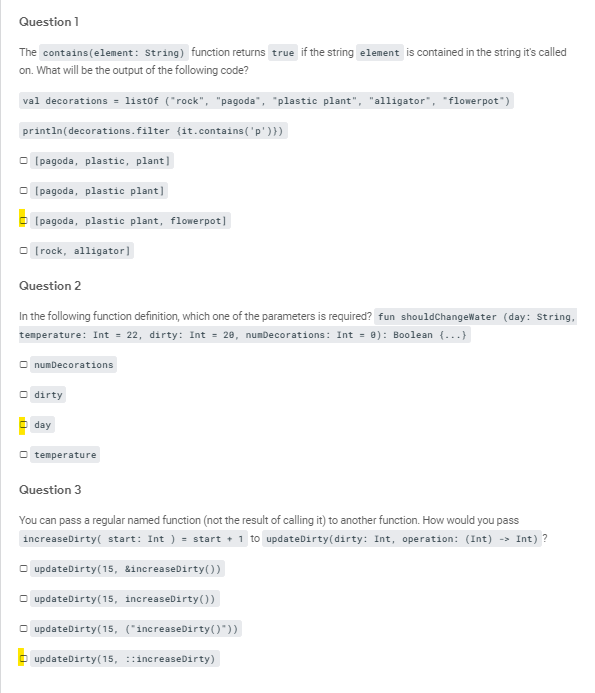 Question 1
The contains(element: String) function returns true if the string element is contained in the string it's called
on. What will be the output of the following code?
val decorations = listOf ("rock", "pagoda", "plastic plant", "alligator", "flowerpot")
println(decorations.filter {it.contains('p')})
[pagoda, plastic, plant]
[pagoda, plastic plant]
[pagoda, plastic plant, flowerpot]
[rock, alligator]
Question 2
In the following function definition, which one of the parameters is required? fun shouldChangeWater (day: String,
temperature: Int = 22, dirty: Int = 20, numDecorations: Int = 0): Boolean {...}
numDecorations
dirty
day
temperature
Question 3
You can pass a regular named function (not the result of calling it) to another function. How would you pass
increaseDirty( start: Int ) = start + 1 to updateDirty(dirty: Int, operation: (Int) -> Int) ?
updateDirty(15, &increaseDirty())
updateDirty(15, increaseDirty())
updateDirty(15, ("increaseDirty()"))
updateDirty(15, ::increaseDirty)